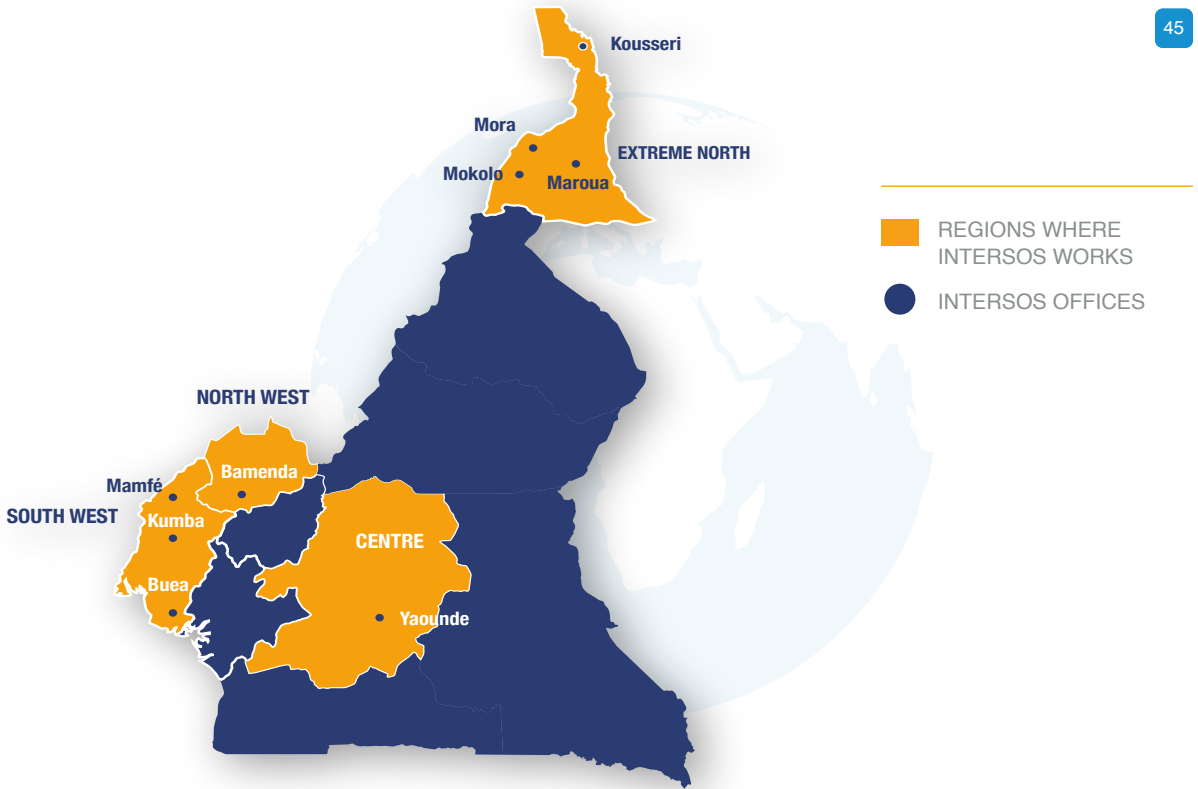 45
Kousseri
Mora
EXTREME NORTH
Mokolo
Maroua
REGIONS WHERE
INTERSOS WORKS
INTERSOS OFFICES
NORTH WEST
Bamenda
Mamfé
SOUTH WEST
Kumba
CENTRE
Buea
Yaounde